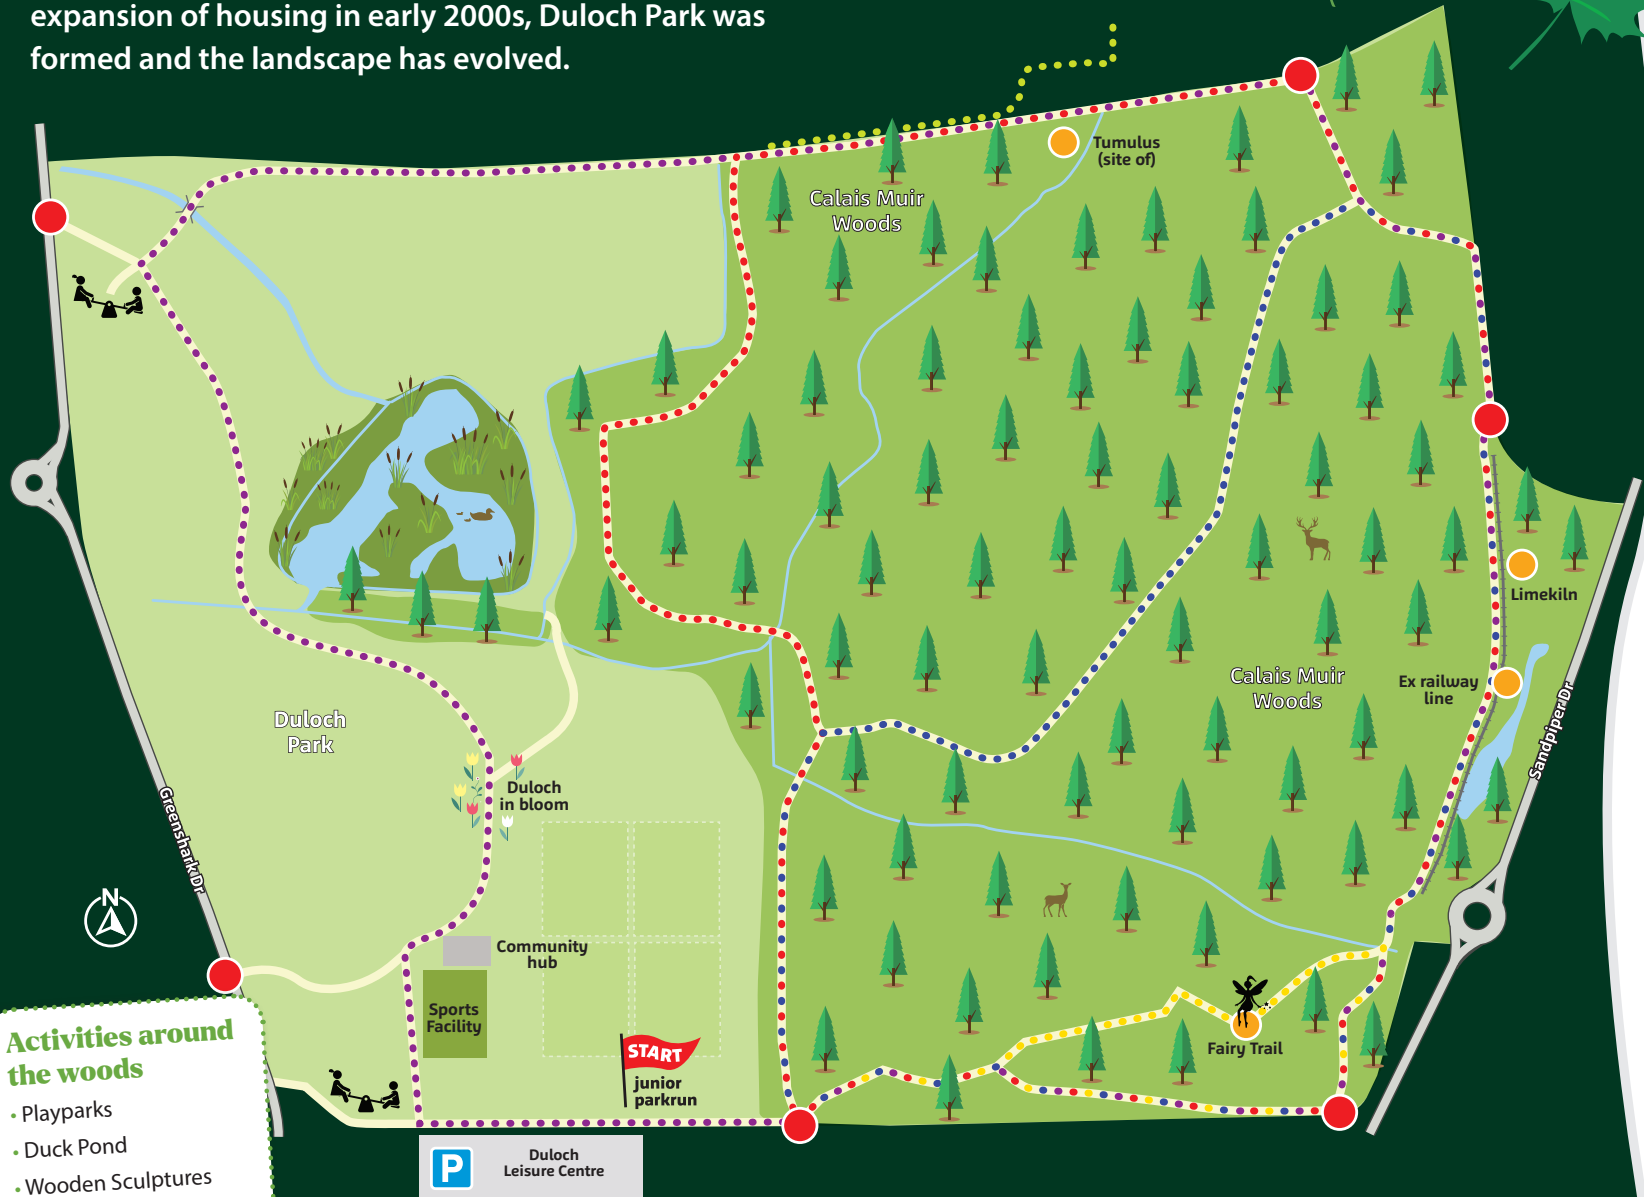 expansion of housing in early 2000s, Duloch Park was
formed and the landscape has evolved.
Tumulus
(site of)
Calais Muir
Woods
Limekiln
Calais Muir
Woods
Ex railway
line
Sandpiper Dr
Duloch
Park
Duloch
in bloom
Greenshark Dr
N
Community
hub
Sports
Facility
START
junior
parkrun
Fairy Trail
Activities around
the woods
• Playparks
• Duck Pond
• Wooden Sculptures
P
Duloch
Leisure Centre